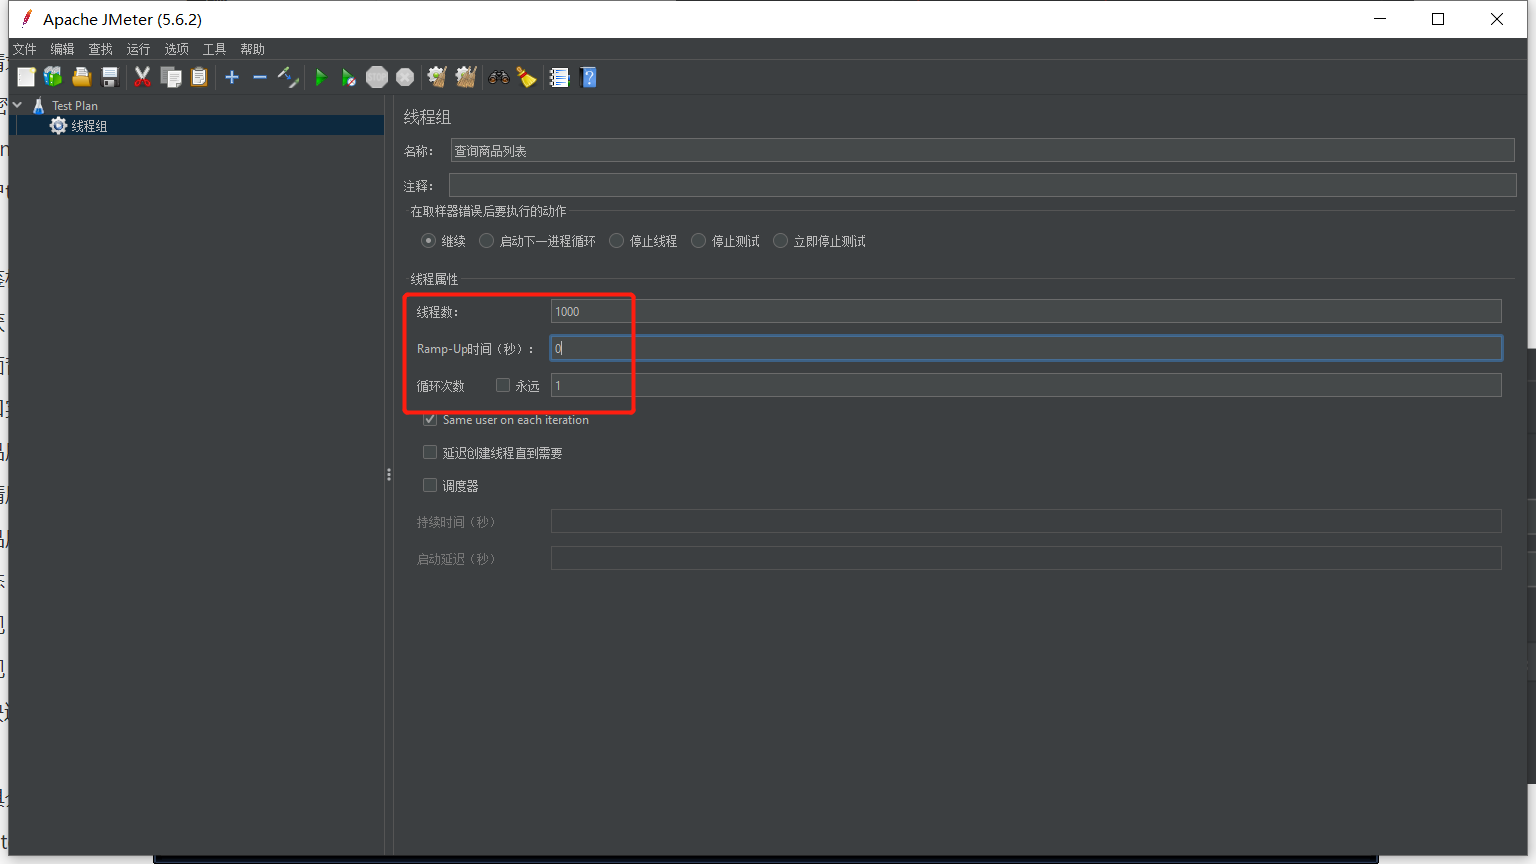 Apache JMeter (5.6.2)
文件 编辑 查找 运行 选项 工具 帮助
STOP
Test Plan
线程组
线程组
名称： 查询商品列表
注释：
在取样器错误后要执行的动作
继续 启动下一进程循环 停止线程 停止测试 立即停止测试
线程属性
线程数： 1000
Ramp-Up时间（秒）： 0
循环次数 永远 1
Same user on each iteration
延迟创建线程直到需要
调度器
持续时间（秒）
启动延迟（秒）